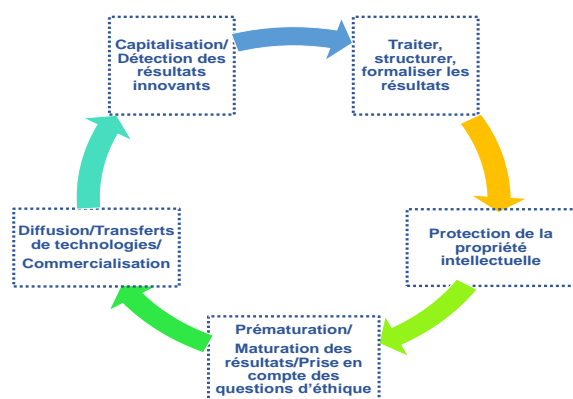 Capitalisation/
Détection des
résultats
innovants
Traiter,
structurer,
formaliser les
résultats
Protection de la
propriété
intellectuelle
Prématuration/
Maturation des
résultats/Prise en
compte des
questions d'éthique
Diffusion/Transferts
de technologies/
Commercialisation